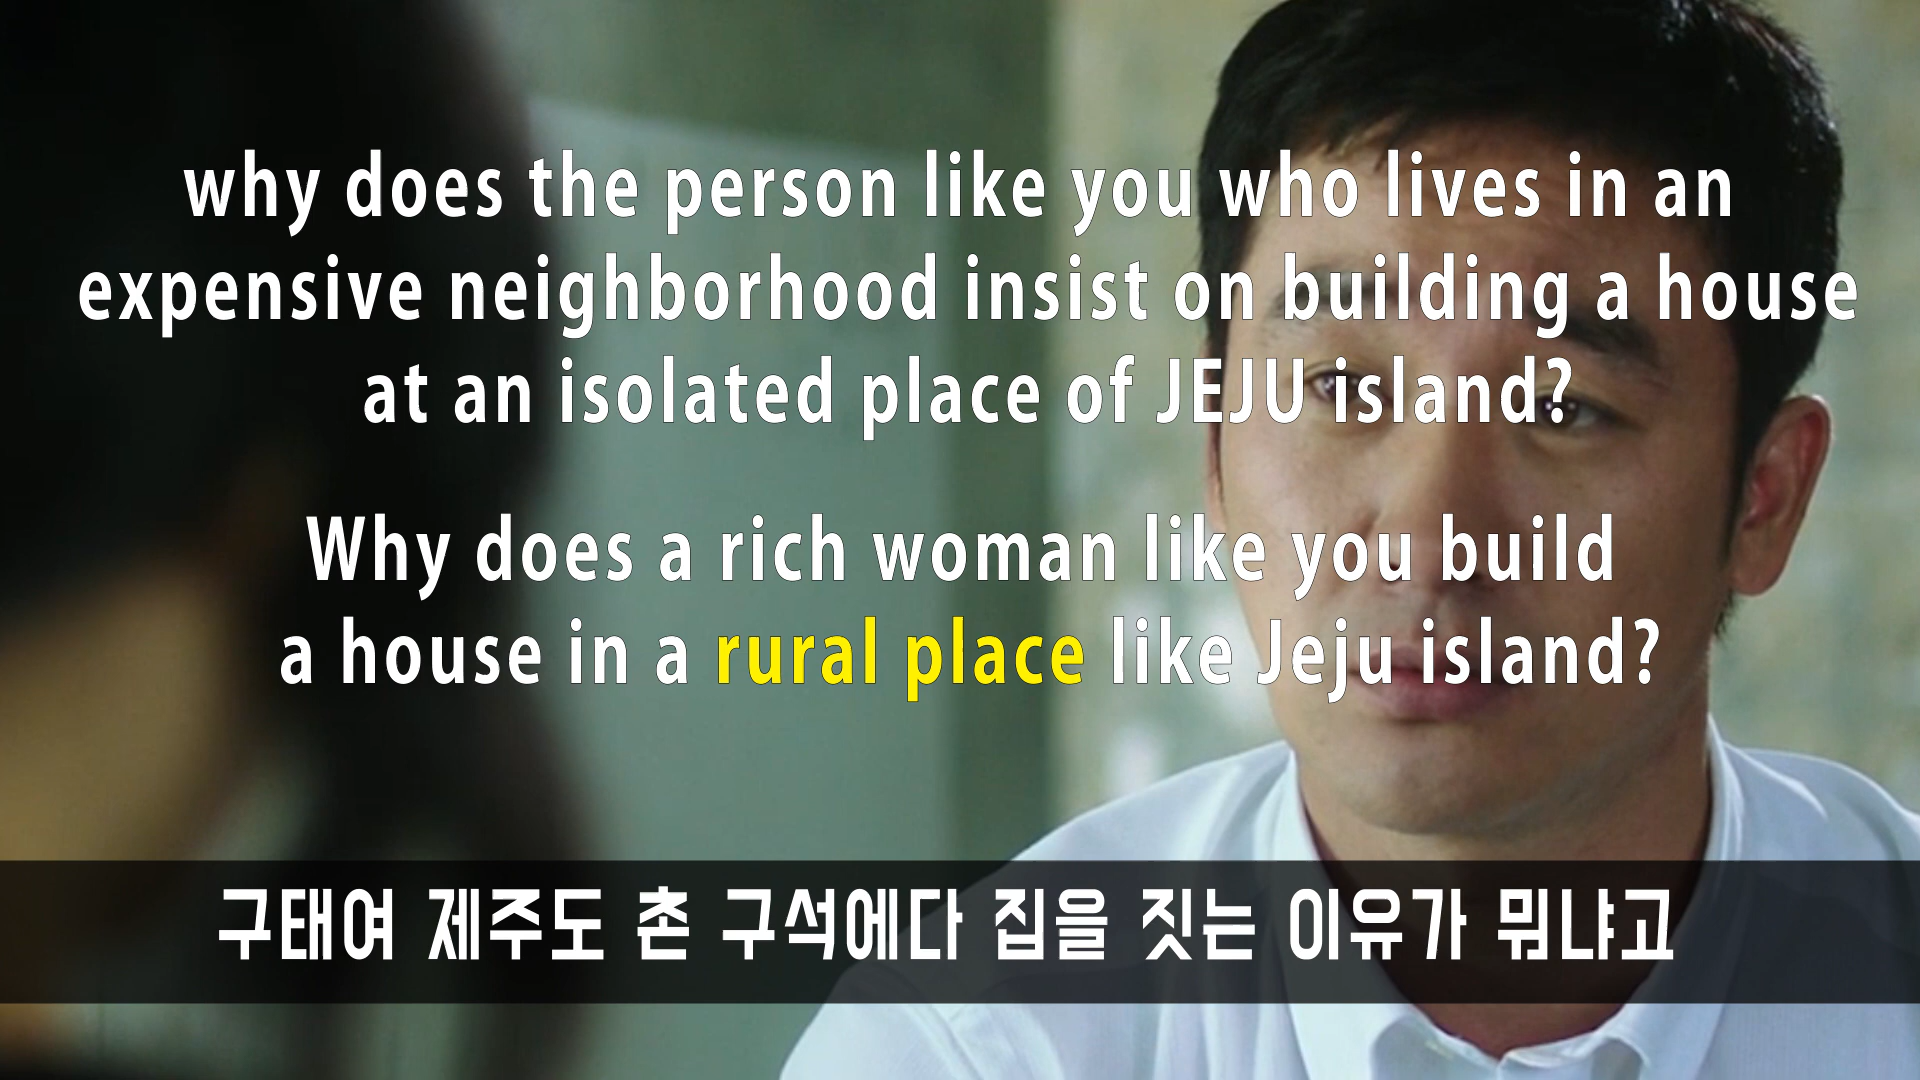 why does the person like you who lives in an
expensive neighborhood insist on building a house
at an isolated place of JEJU island?
Why does a rich woman like you build
a house in a rural place like Jeju island?
구태여 제주도 촌 구석에다 집을 짓는 이유가 뭐냐고